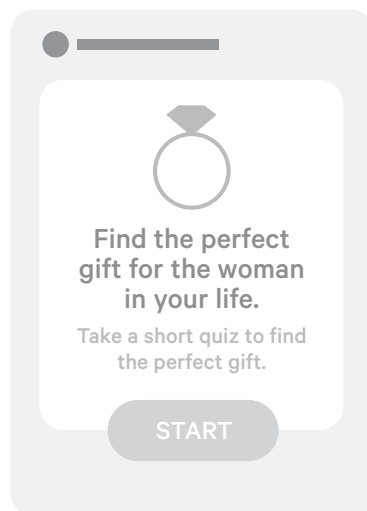 Find the perfect
gift for the woman
in your life.
Take a short quiz to find
the perfect gift.
START